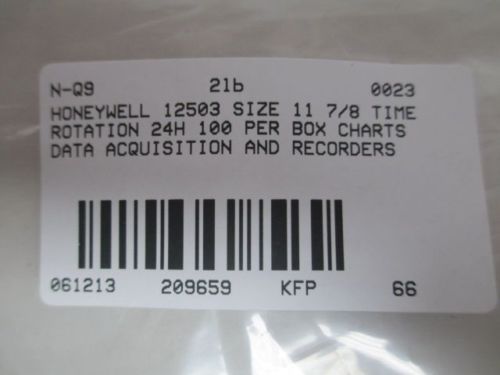 N-Q9 2lb 0023
HONEYWELL 12503 SIZE 11 7/8 TIME
ROTATION 24H 100 PER BOX CHARTS
DATA ACQUISITION AND RECORDERS
061213 209659 KFP 66